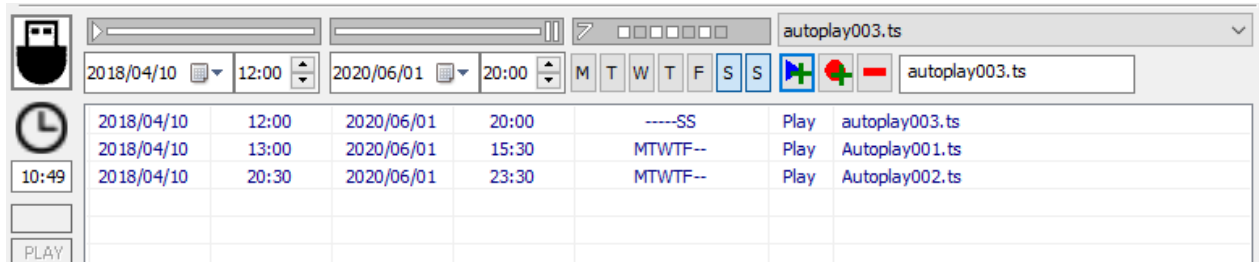 autoplay003.ts
2018/04/10 12:00 2020/06/01 20:00 M T W T F S S autoplay003.ts
2018/04/10 12:00 2020/06/01 20:00 -----SS Play autoplay003.ts
2018/04/10 13:00 2020/06/01 15:30 MTWTF-- Play Autoplay001.ts
10:49 2018/04/10 20:30 2020/06/01 23:30 MTWTF-- Play Autoplay002.ts
PLAY